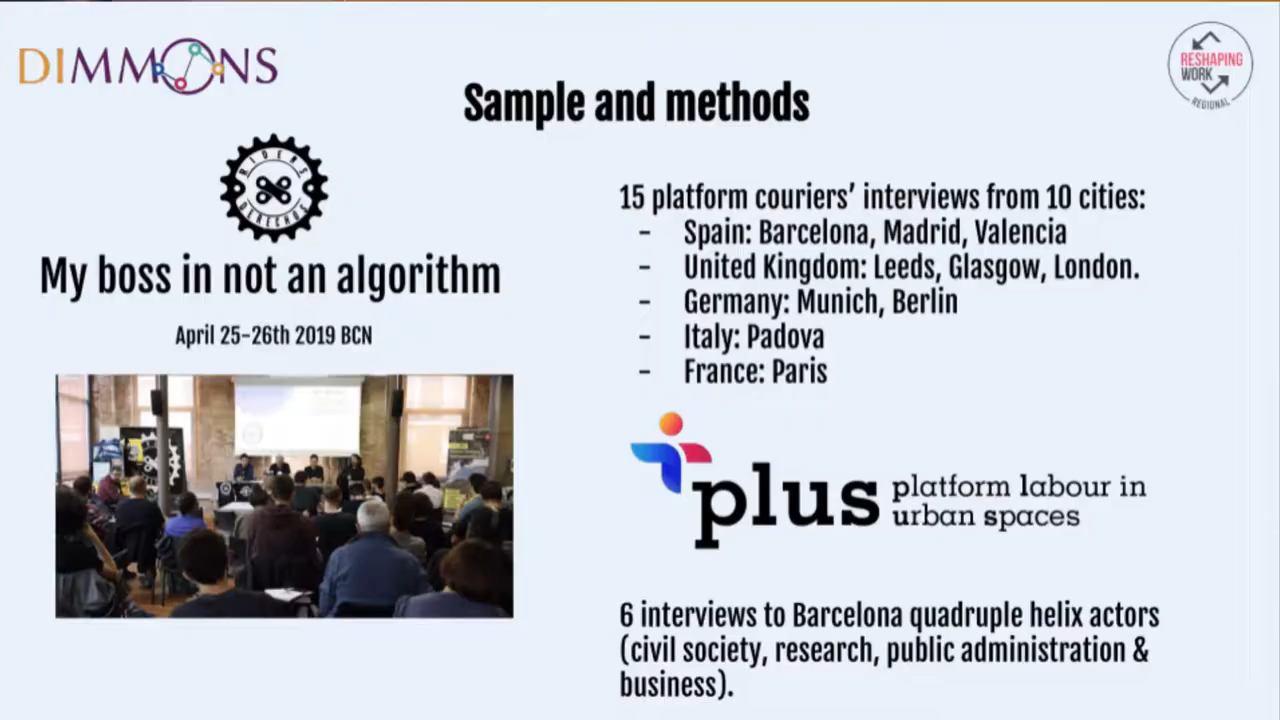 DIMMONS
RESHAPING
WORK
REGIONAL
Sample and methods
RIDERS
DERECHOS
My boss in not an algorithm
April 25-26th 2019 BCN
15 platform couriers’ interviews from 10 cities:
- Spain: Barcelona, Madrid, Valencia
- United Kingdom: Leeds, Glasgow, London.
- Germany: Munich, Berlin
- Italy: Padova
- France: Paris
plus platform labour in
urban spaces
6 interviews to Barcelona quadruple helix actors
(civil society, research, public administration &
business).